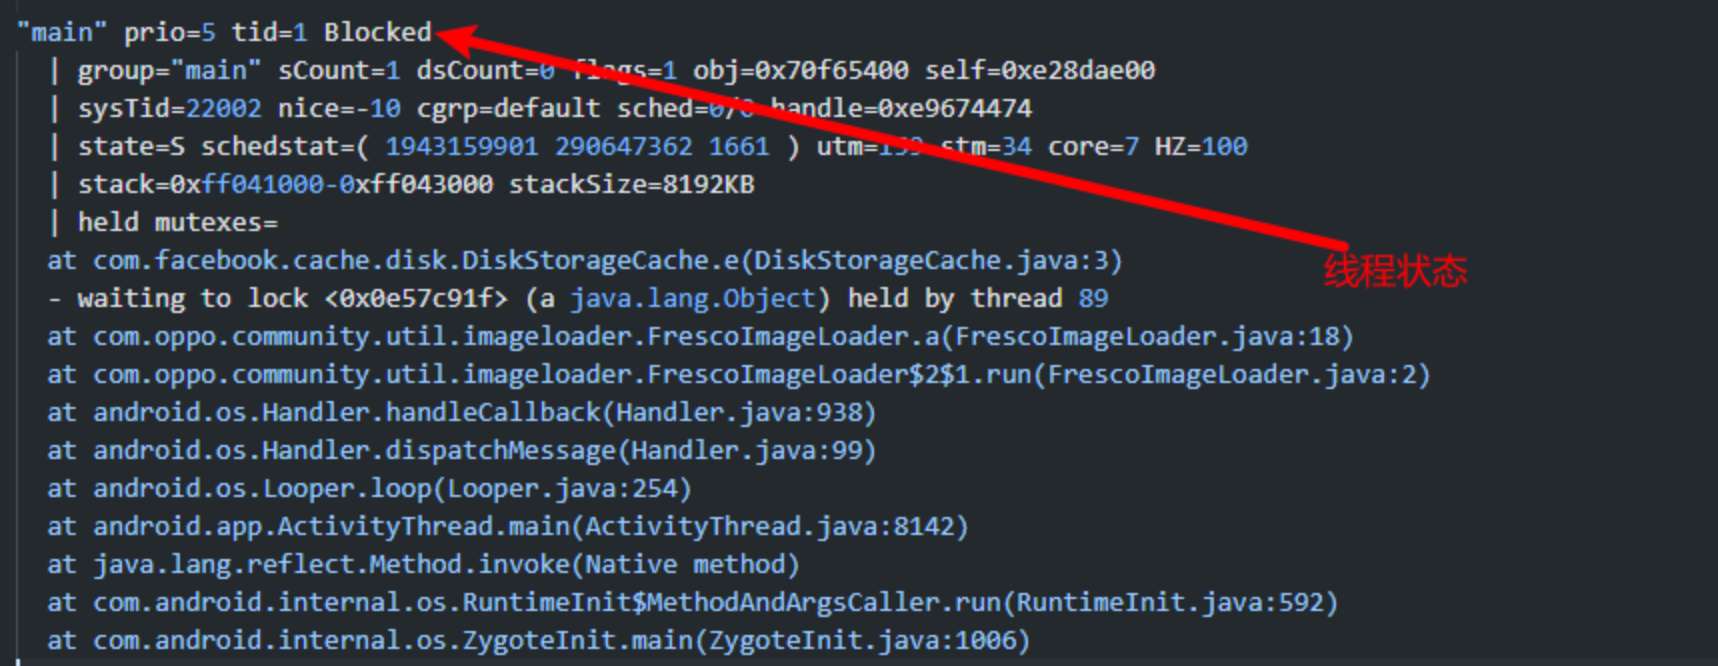 "main" prio=5 tid=1 Blocked
| group="main" sCount=1 dsCount=0 flags=1 obj=0x70f65400 self=0xe28dae00
| sysTid=22002 nice=-10 cgrp=default sched=0/0 handle=0xe9674474
| state=S schedstat=( 1943159901 290647362 1661 ) stm=34 core=7 HZ=100
| stack=0xff041000-0xff043000 stackSize=8192KB
| held mutexes=
at com.facebook.cache.disk.DiskStorageCache.e(DiskStorageCache.java:3)
线程状态
- waiting to lock <0x0e57c91f> (a java.lang.Object) held by thread 89
at com.oppo.community.util.imageloader.FrescoImageLoader.a(FrescoImageLoader.java:18)
at com.oppo.community.util.imageloader.FrescoImageLoader$2$1.run(FrescoImageLoader.java:2)
at android.os.Handler.handleCallback(Handler.java:938)
at android.os.Handler.dispatchMessage(Handler.java:99)
at android.os.Looper.loop(Looper.java:254)
at android.app.ActivityThread.main(ActivityThread.java:8142)
at java.lang.reflect.Method.invoke(Native method)
at com.android.internal.os.RuntimeInit$MethodAndArgsCaller.run(RuntimeInit.java:592)
at com.android.internal.os.ZygoteInit.main(ZygoteInit.java:1006)